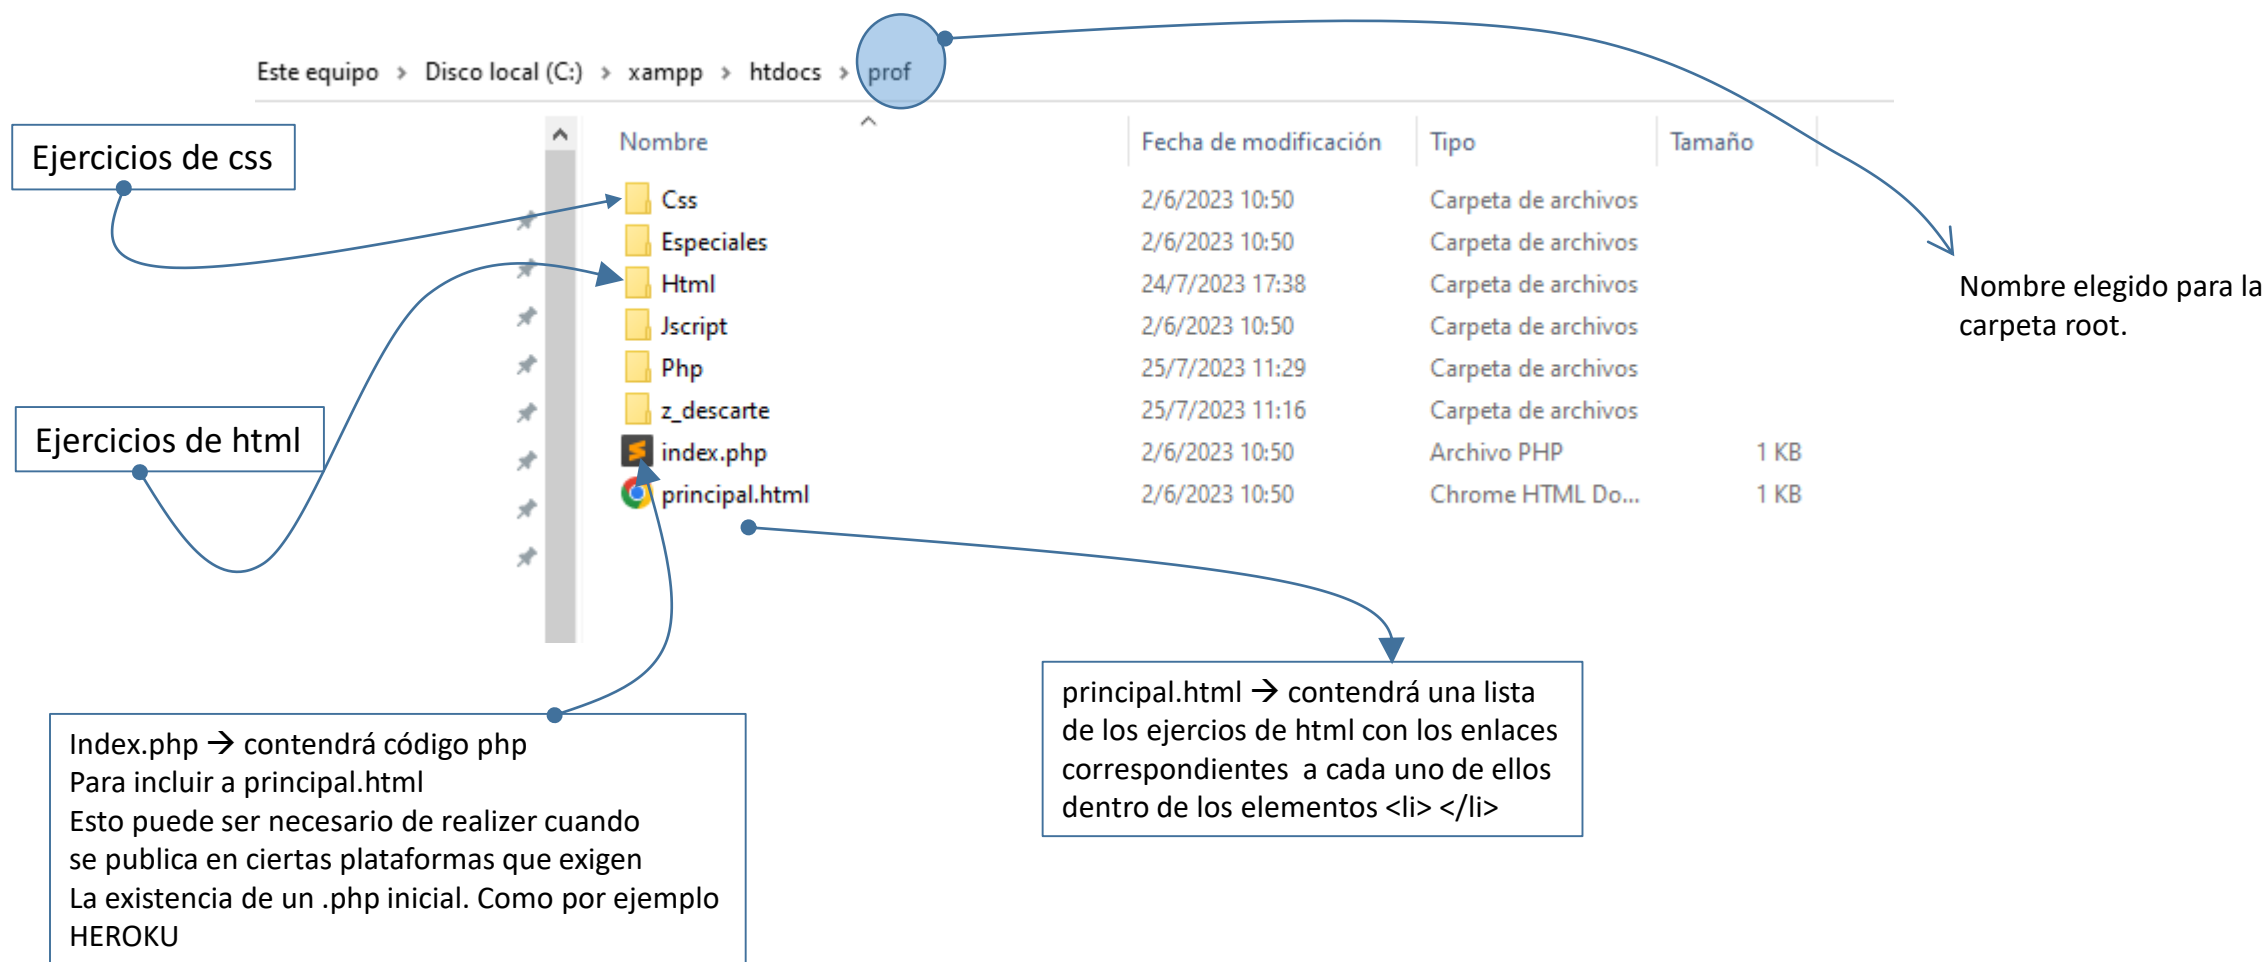 Este equipo > Disco local (C:) > xampp > htdocs > prof
Ejercicios de css
Nombre Fecha de modificación Tipo Tamaño
Css 2/6/2023 10:50 Carpeta de archivos
Especiales 2/6/2023 10:50 Carpeta de archivos
Html 24/7/2023 17:38 Carpeta de archivos
Jscript 2/6/2023 10:50 Carpeta de archivos
Php 25/7/2023 11:29 Carpeta de archivos
z_descarte 25/7/2023 11:16 Carpeta de archivos
index.php 2/6/2023 10:50 Archivo PHP 1 KB
principal.html 2/6/2023 10:50 Chrome HTML Do... 1 KB
Nombre elegido para la
carpeta root.
Ejercicios de html
Index.php → contendrá código php
Para incluir a principal.html
Esto puede ser necesario de realizer cuando
se publica en ciertas plataformas que exigen
La existencia de un .php inicial. Como por ejemplo
HEROKU
principal.html → contendrá una lista
de los ejercios de html con los enlaces
correspondientes a cada uno de ellos
dentro de los elementos <li> </li>